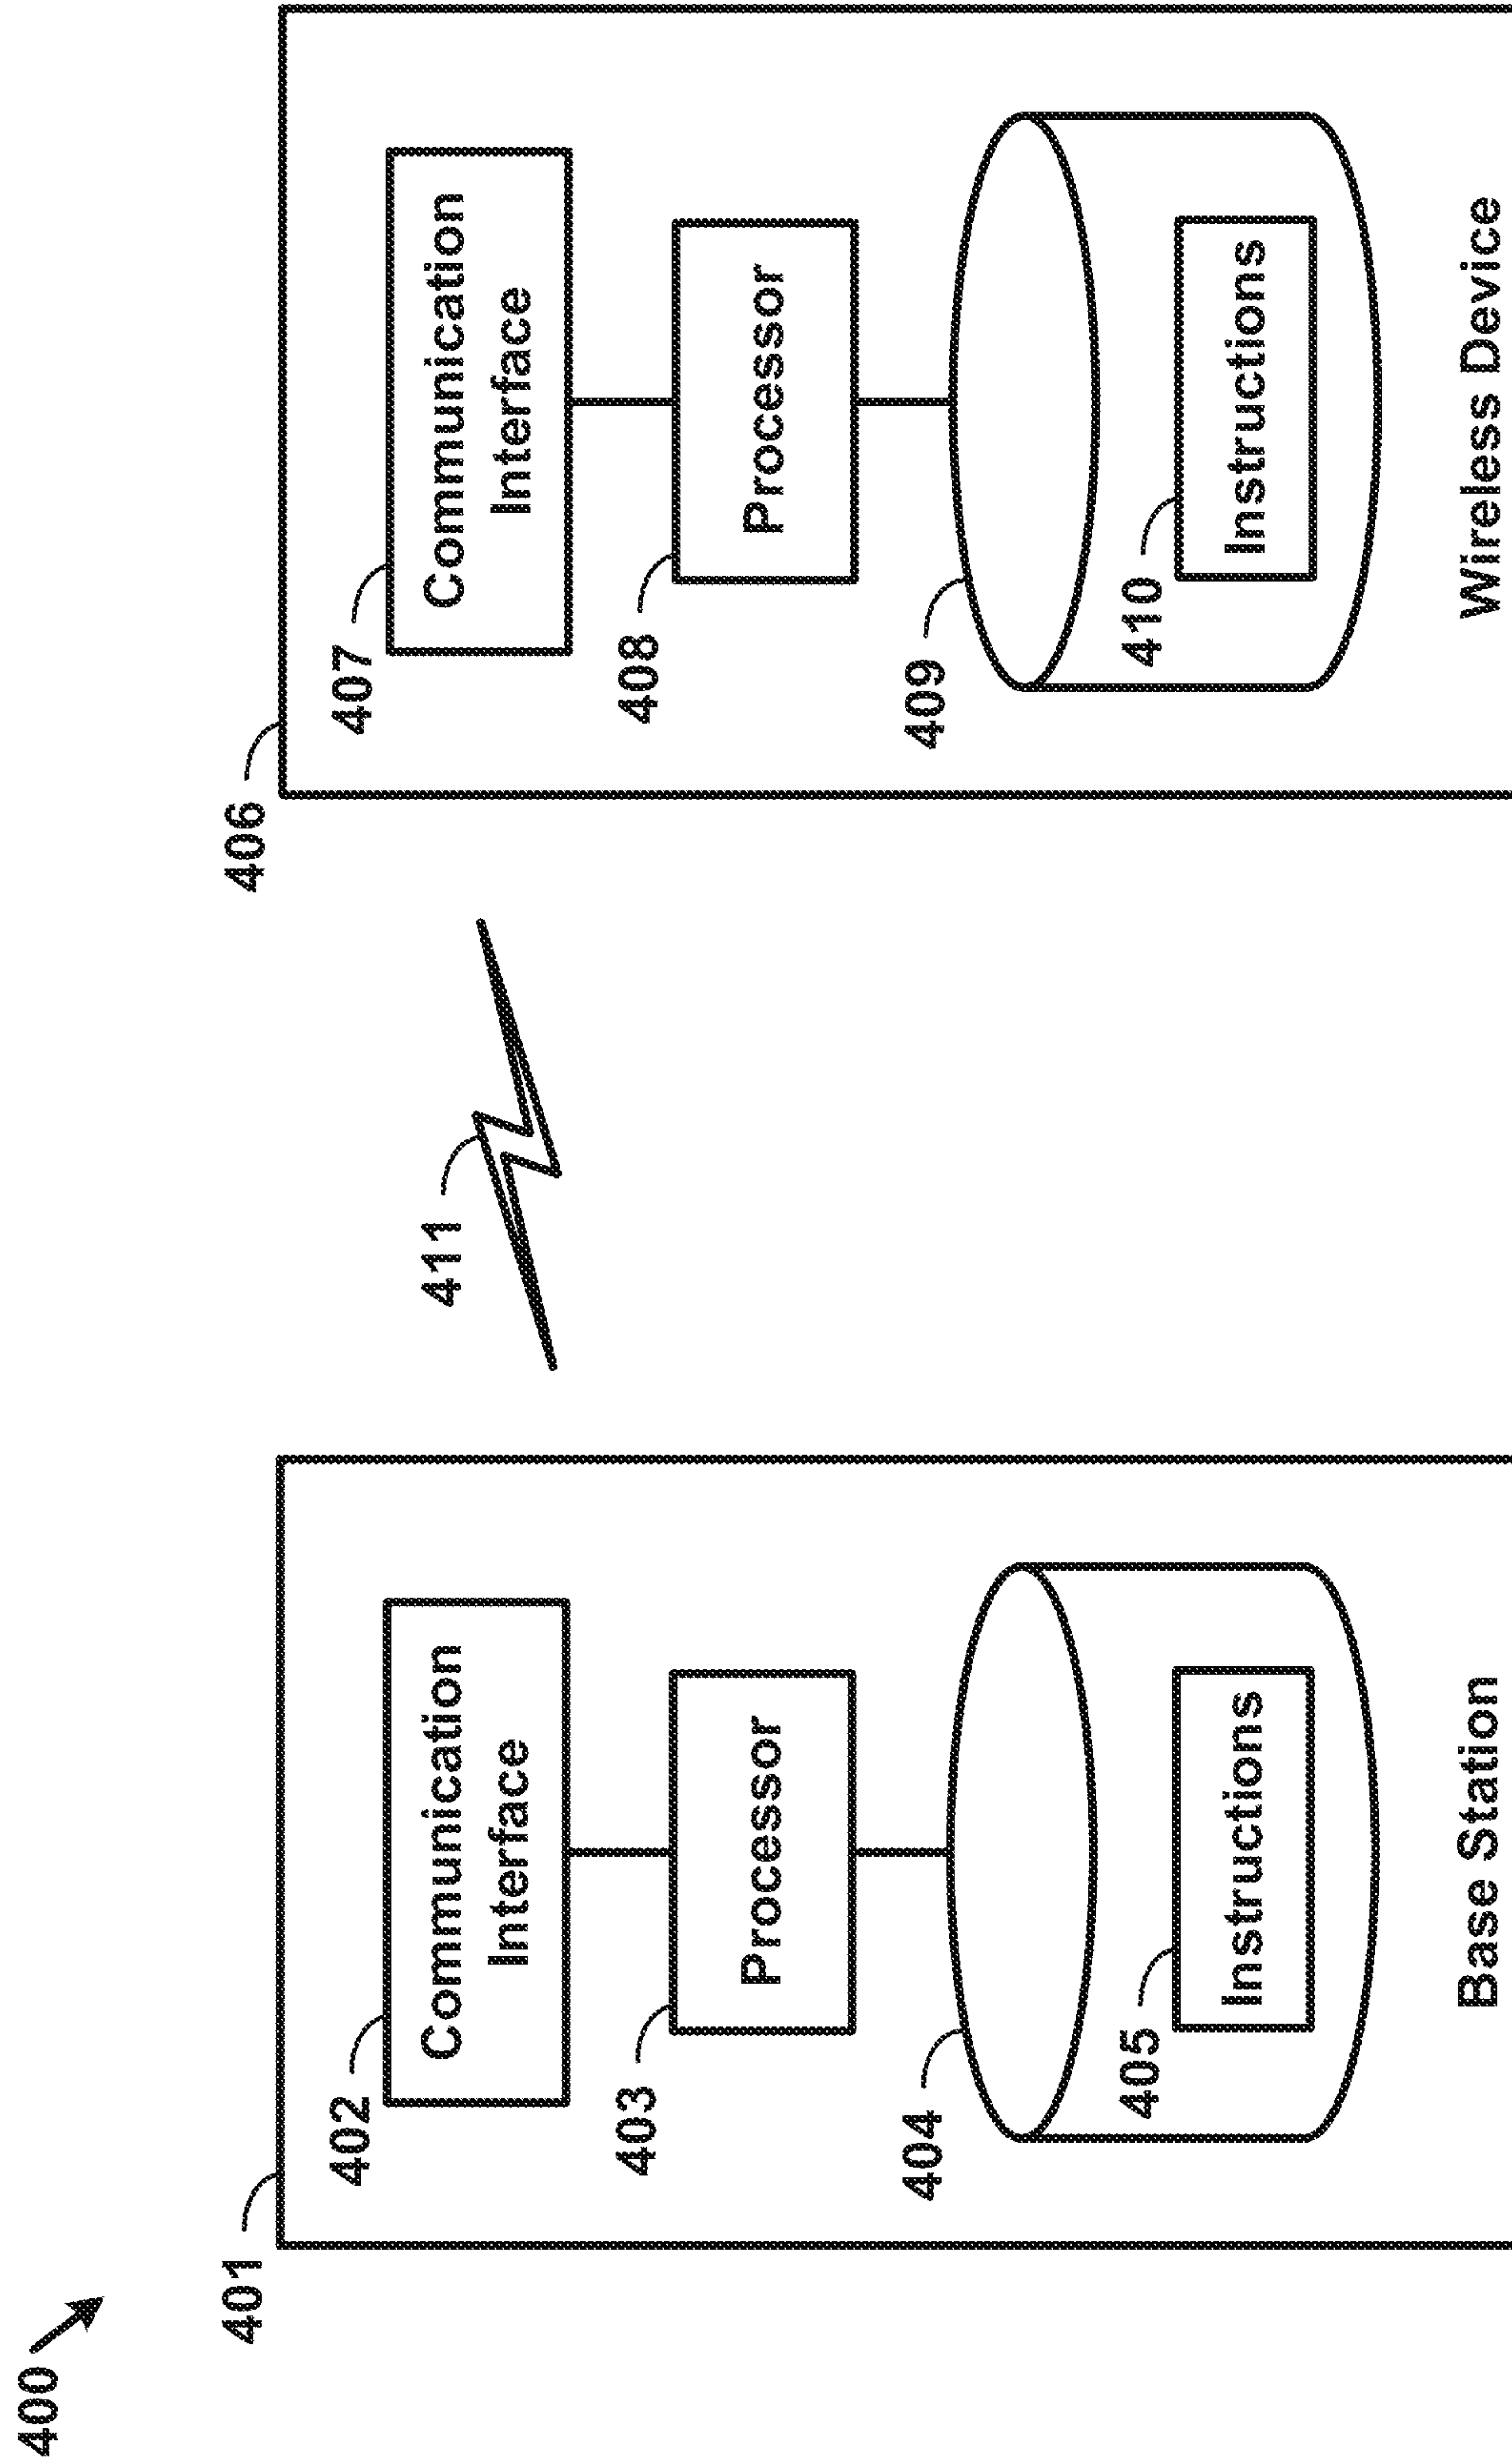 400
401
402
Communication
Interface
403
Processor
404
405
Instructions
Base Station
411
406
407
Communication
Interface
408
Processor
409
410
Instructions
Wireless Device